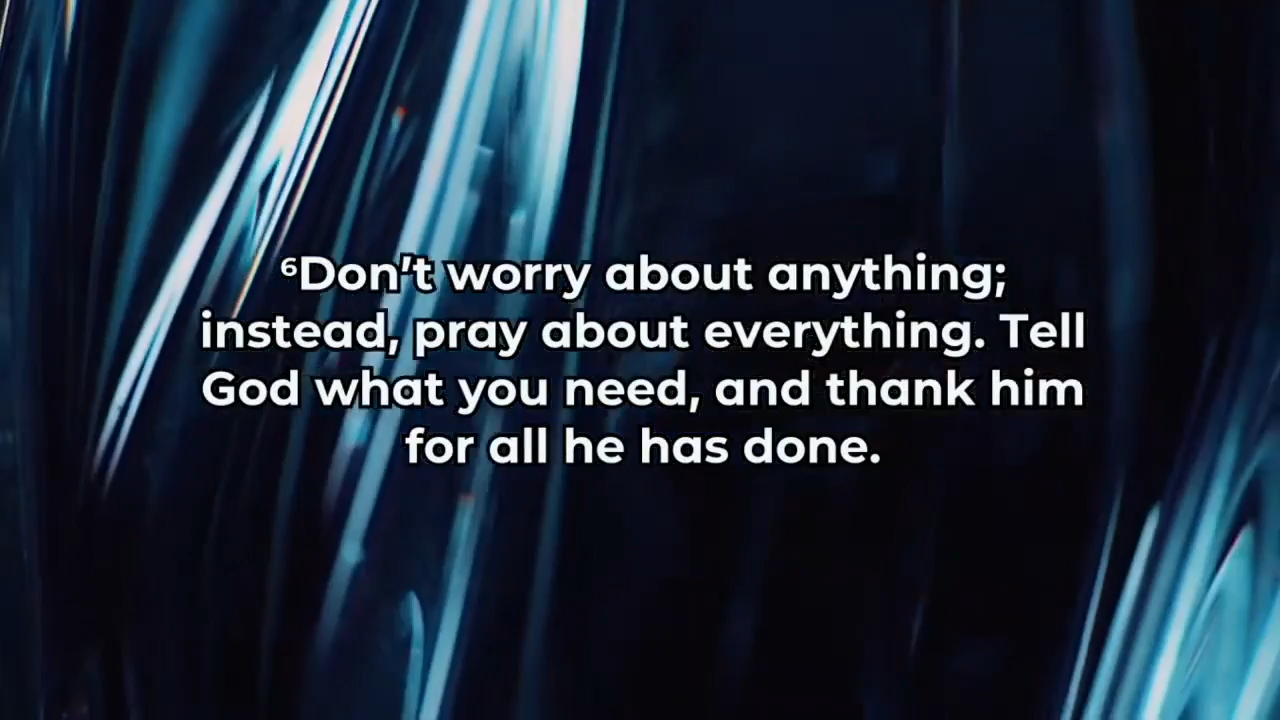 ⁶Don’t worry about anything;
instead, pray about everything. Tell
God what you need, and thank him
for all he has done.